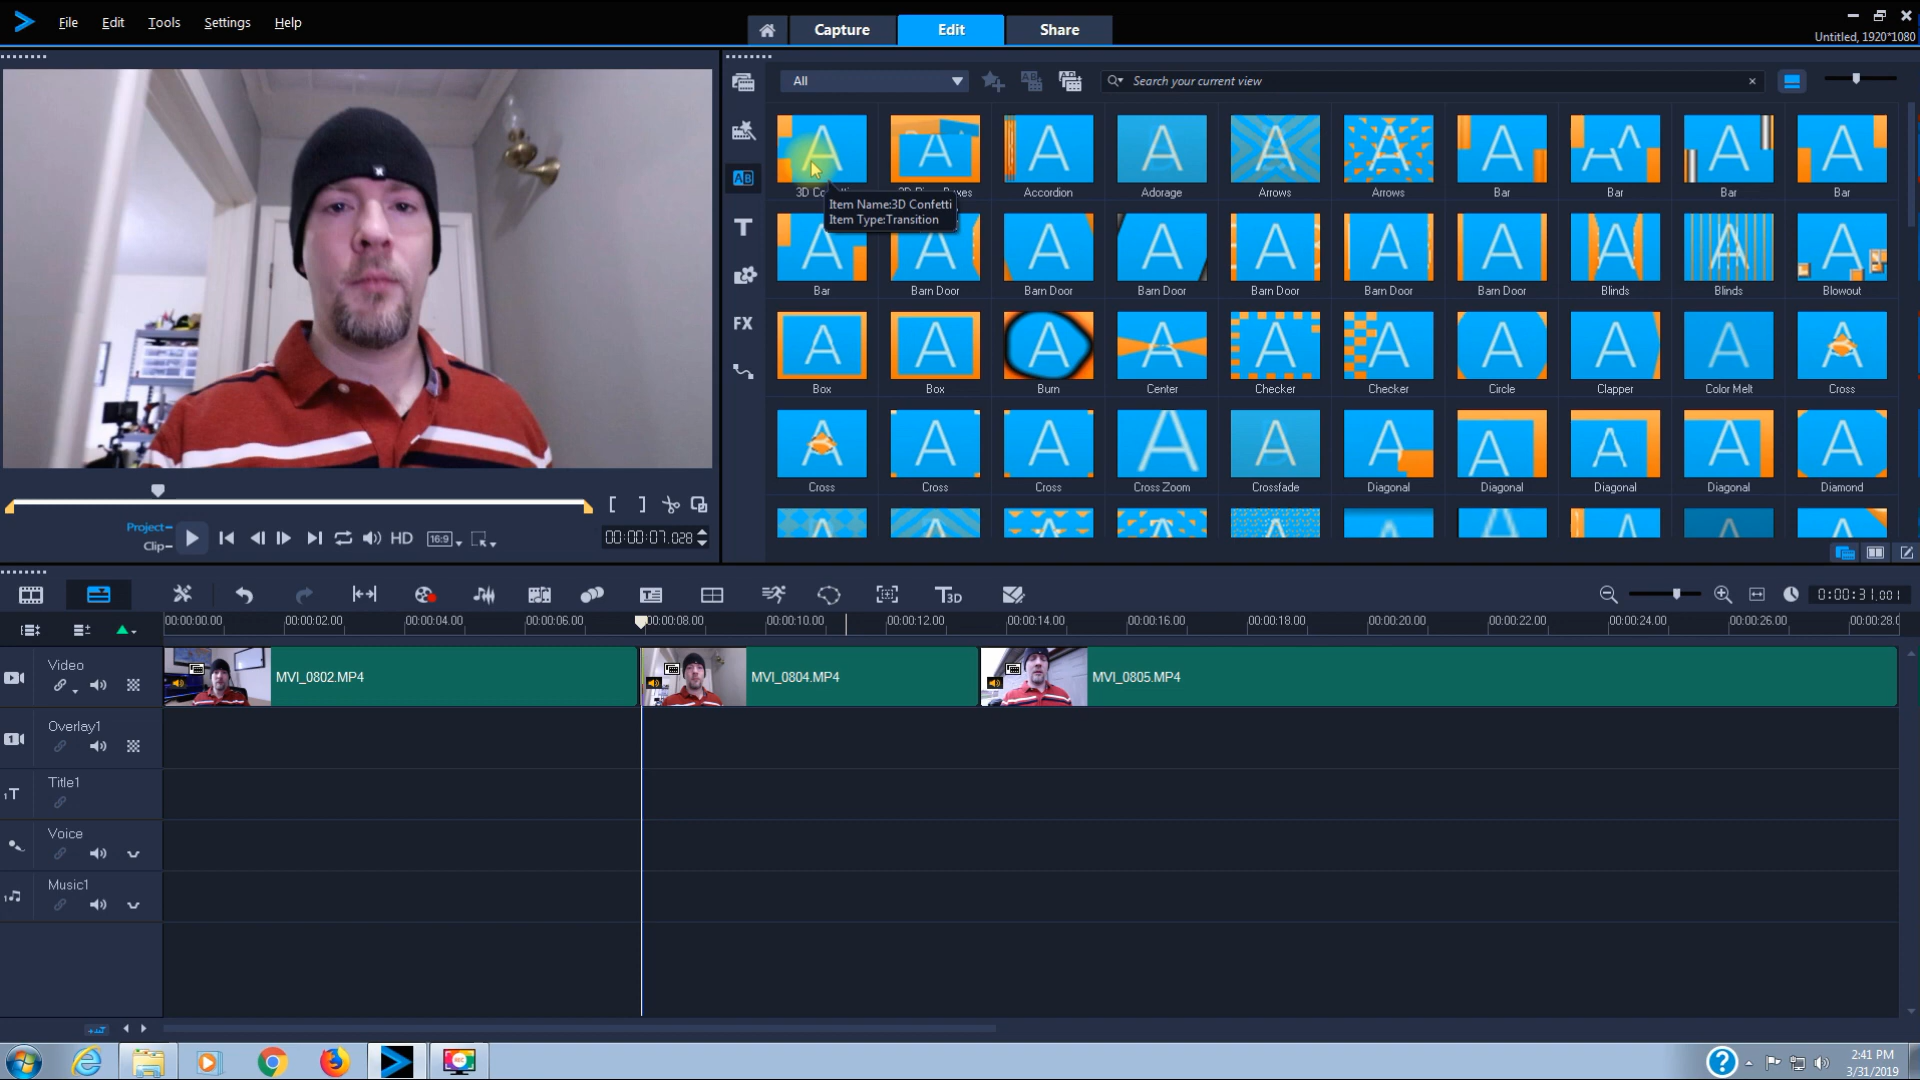 File Edit Tools Settings Help
Capture Edit Share
Untitled, 1920*1080
All
Search your current view
Accordion Adorage Arrows Arrows Bar Bar Bar Bar
Item Name:3D Confetti
Item Type:Transition
Bar Barn Door Barn Door Barn Door Barn Door Barn Door Barn Door Blinds Blinds Blowout
Box Box Burn Center Checker Checker Circle Clapper Color Melt Cross
Cross Cross Cross Cross Zoom Crossfade Diagonal Diagonal Diagonal Diagonal Diamond
AB
T
FX
Project-
Clip-
HD
16:9
00:00:07.028
T3D
0:00:31.001
00:00:00.00 00:00:02.00 00:00:04.00 00:00:06.00 00:00:08.00 00:00:10.00 00:00:12.00 00:00:14.00 00:00:16.00 00:00:18.00 00:00:20.00 00:00:22.00 00:00:24.00 00:00:26.00
Video
MVI_0802.MP4 MVI_0804.MP4 MVI_0805.MP4
Overlay1
Title1
Voice
Music1
2:41 PM
3/31/2019